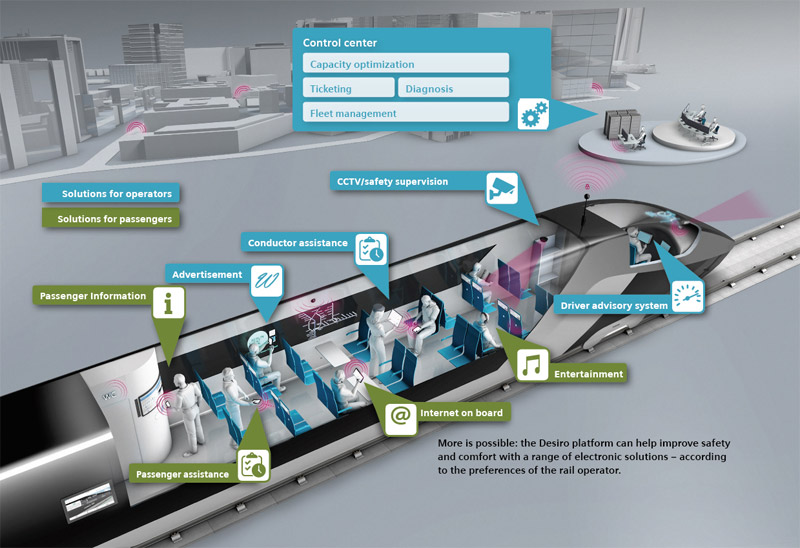 Control center
Capacity optimization
Ticketing
Diagnosis
Fleet management
CCTV/safety supervision
Solutions for operators
Solutions for passengers
Conductor assistance
Advertisement
Passenger Information
i
Driver advisory system
Entertainment
@
Internet on board
WC
Passenger assistance
More is possible: the Desiro platform can help improve safety
and comfort with a range of electronic solutions – according
to the preferences of the rail operator.